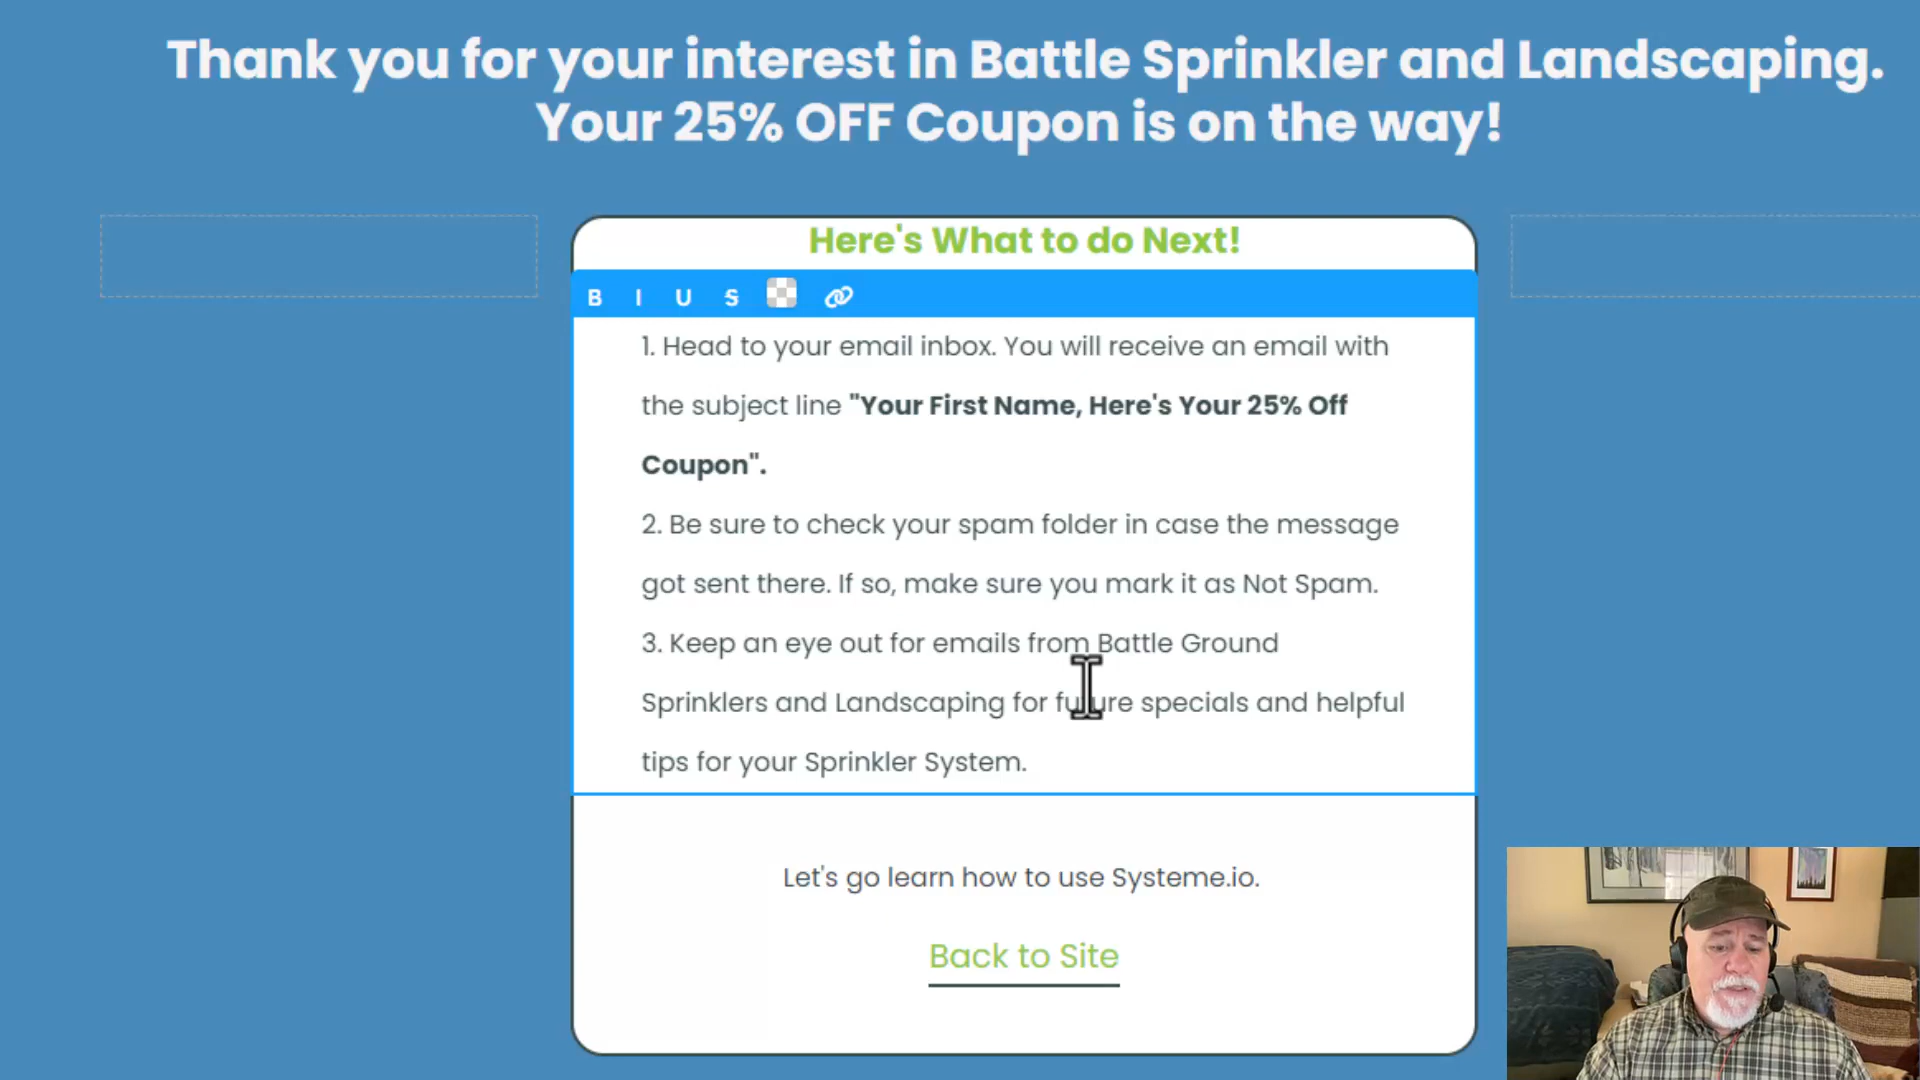 Thank you for your interest in Battle Sprinkler and Landscaping.
Your 25% OFF Coupon is on the way!
Here's What to do Next!
B I U S
1. Head to your email inbox. You will receive an email with
the subject line "Your First Name, Here's Your 25% Off
Coupon".
2. Be sure to check your spam folder in case the message
got sent there. If so, make sure you mark it as Not Spam.
3. Keep an eye out for emails from Battle Ground
Sprinklers and Landscaping for future specials and helpful
tips for your Sprinkler System.
Let's go learn how to use Systeme.io.
Back to Site